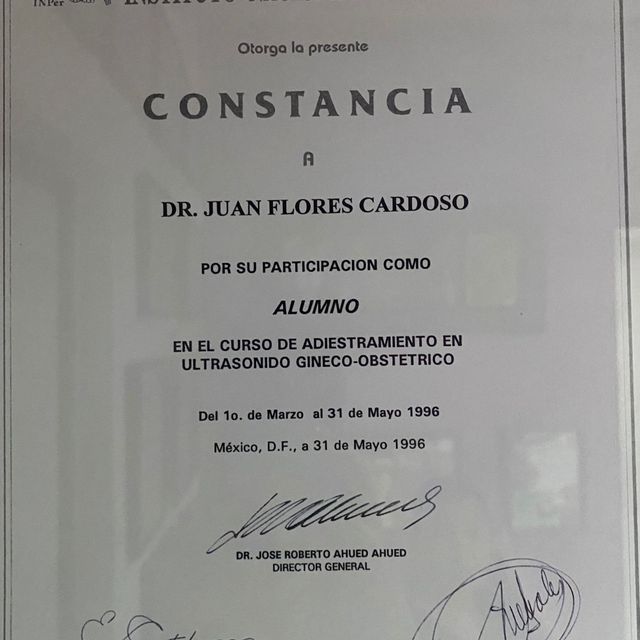 INPer
INSTITUTO
Otorga la presente
CONSTANCIA
A
DR. JUAN FLORES CARDOSO
POR SU PARTICIPACION COMO
ALUMNO
EN EL CURSO DE ADIESTRAMIENTO EN
ULTRASONIDO GINECO-OBSTETRICO
Del 1o. de Marzo al 31 de Mayo 1996
México, D.F., a 31 de Mayo 1996
DR. JOSE ROBERTO AHUED AHUED
DIRECTOR GENERAL